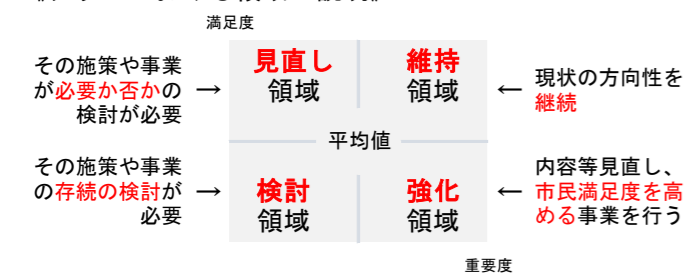 満足度
その施策や事業
が必要か否かの
検討が必要
→
見直し
領域
維持
領域
←
現状の方向性を
継続
平均値
その施策や事業
の存続の検討が
必要
→
検討
領域
強化
領域
←
内容等見直し、
市民満足度を高
める事業を行う
重要度